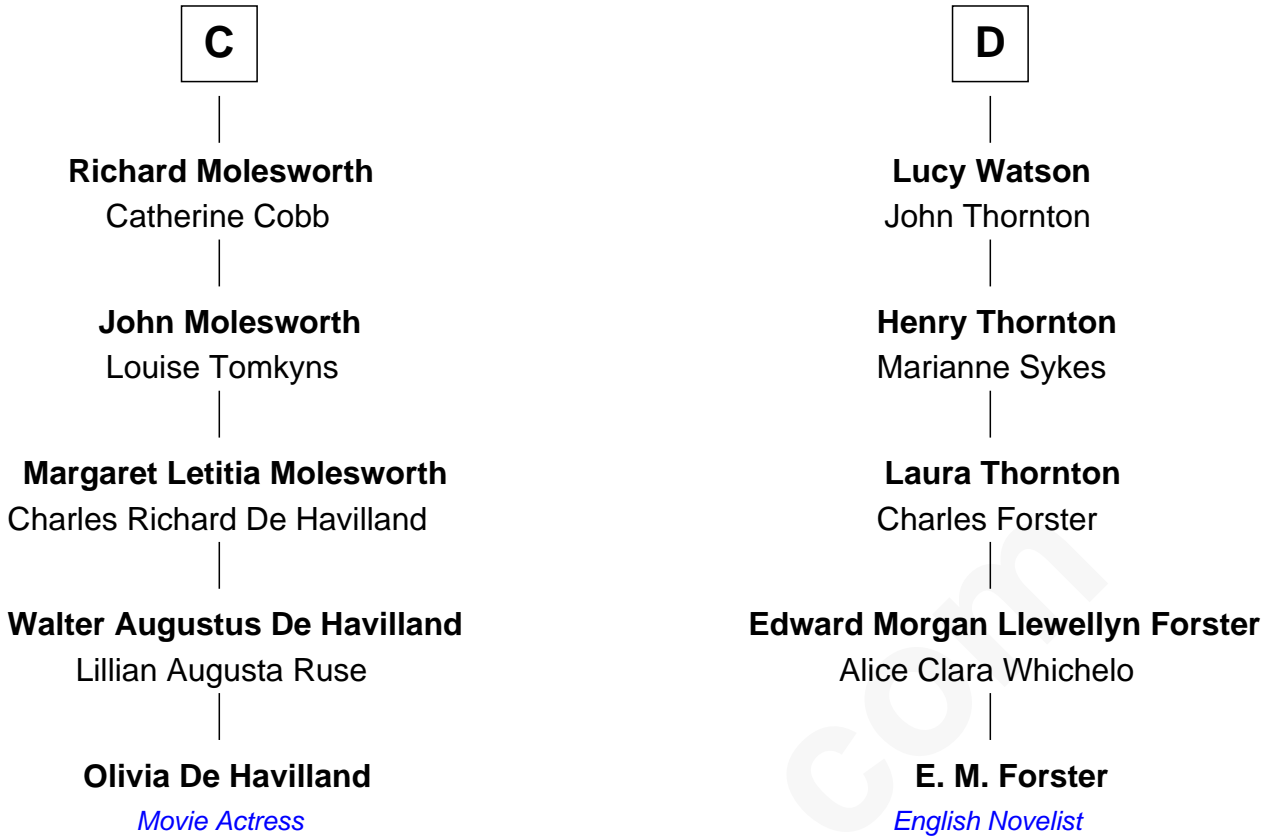 C
Richard Molesworth
Catherine Cobb
John Molesworth
Louise Tomkyns
Margaret Letitia Molesworth
Charles Richard De Havilland
Walter Augustus De Havilland
Lillian Augusta Ruse
Olivia De Havilland
Movie Actress
D
Lucy Watson
John Thornton
Henry Thornton
Marianne Sykes
Laura Thornton
Charles Forster
Edward Morgan Llewellyn Forster
Alice Clara Whichelo
E. M. Forster
English Novelist
com